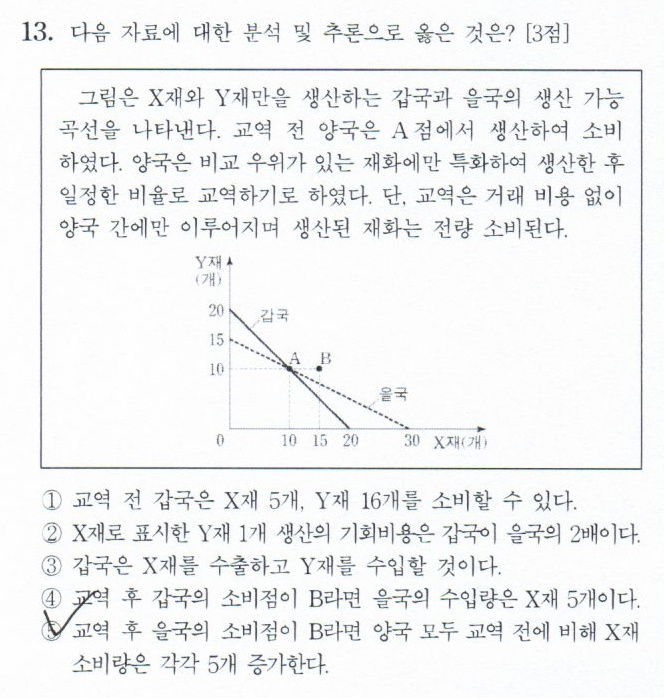 13. 다음 자료에 대한 분석 및 추론으로 옳은 것은? [3점]
그림은 X재와 Y재만을 생산하는 갑국과 을국의 생산 가능
곡선을 나타낸다. 교역 전 양국은 A점에서 생산하여 소비
하였다. 양국은 비교 우위가 있는 재화에만 특화하여 생산한 후
일정한 비율로 교역하기로 하였다. 단, 교역은 거래 비용 없이
양국 간에만 이루어지며 생산된 재화는 전량 소비된다.
Y재
(개)
20
갑국
15
A B
10
을국
0 10 15 20 30 X재(개)
① 교역 전 갑국은 X재 5개, Y재 16개를 소비할 수 있다.
② X재로 표시한 Y재 1개 생산의 기회비용은 갑국이 을국의 2배이다.
③ 갑국은 X재를 수출하고 Y재를 수입할 것이다.
④ 교역 후 갑국의 소비점이 B라면 을국의 수입량은 X재 5개이다.
⑤ 교역 후 을국의 소비점이 B라면 양국 모두 교역 전에 비해 X재
소비량은 각각 5개 증가한다.